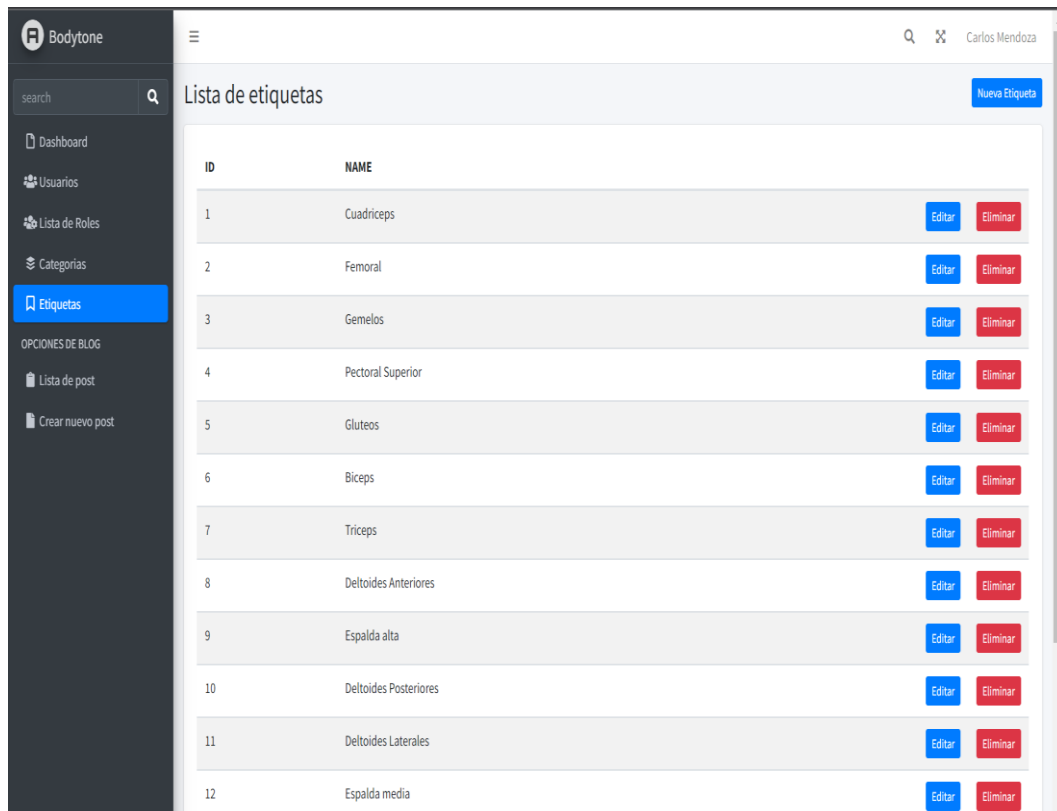 Bodytone
Carlos Mendoza
search
Dashboard
Usuarios
Lista de Roles
Categorias
Etiquetas
OPCIONES DE BLOG
Lista de post
Crear nuevo post
Lista de etiquetas
Nueva Etiqueta
ID NAME
1 Cuadriceps Editar Eliminar
2 Femoral Editar Eliminar
3 Gemelos Editar Eliminar
4 Pectoral Superior Editar Eliminar
5 Gluteos Editar Eliminar
6 Biceps Editar Eliminar
7 Triceps Editar Eliminar
8 Deltoides Anteriores Editar Eliminar
9 Espalda alta Editar Eliminar
10 Deltoides Posteriores Editar Eliminar
11 Deltoides Laterales Editar Eliminar
12 Espalda media Editar Eliminar